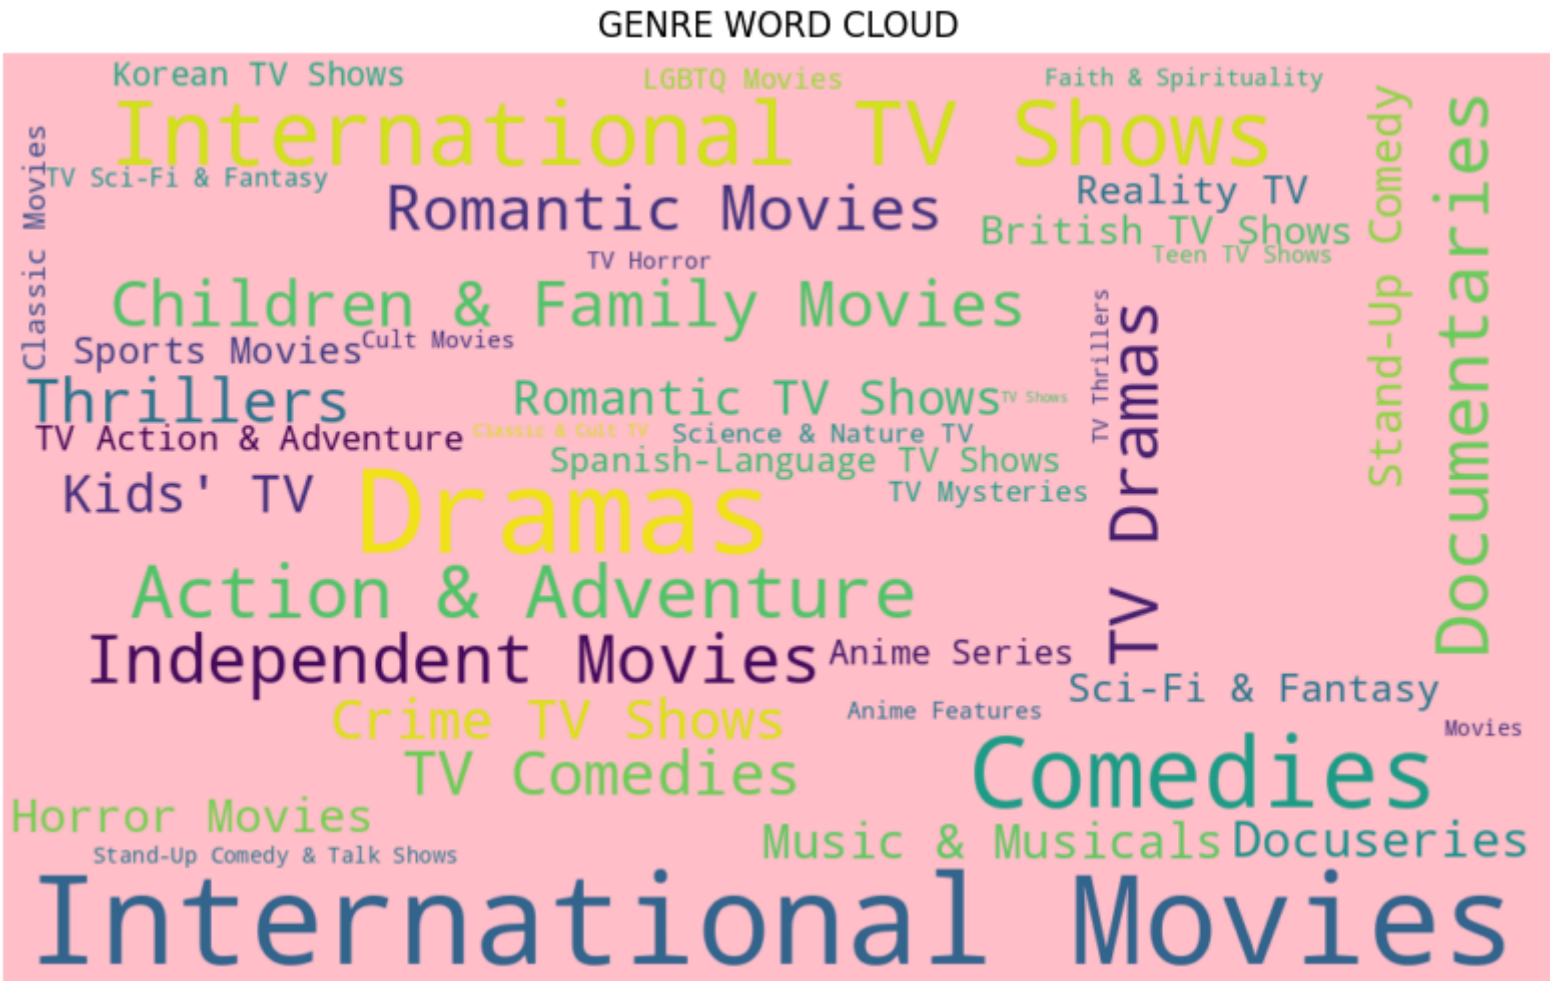 GENRE WORD CLOUD
Korean TV Shows
LGBTQ Movies
Faith & Spirituality
International TV Shows
Classic Movies
TV Sci-Fi & Fantasy
Romantic Movies
Reality TV
British TV Shows
Teen TV Shows
Stand-Up Comedy
Documentaries
TV Horror
Children & Family Movies
Sports Movies
Cult Movies
TV Thrillers
TV Dramas
Thrillers
Romantic TV Shows
TV Shows
TV Action & Adventure
Classic & Cult TV
Science & Nature TV
Spanish-Language TV Shows
Kids' TV
Dramas
TV Mysteries
Action & Adventure
Independent Movies
Anime Series
Sci-Fi & Fantasy
Crime TV Shows
Anime Features
Movies
TV Comedies
Comedies
Horror Movies
Music & Musicals
Docuseries
Stand-Up Comedy & Talk Shows
International Movies